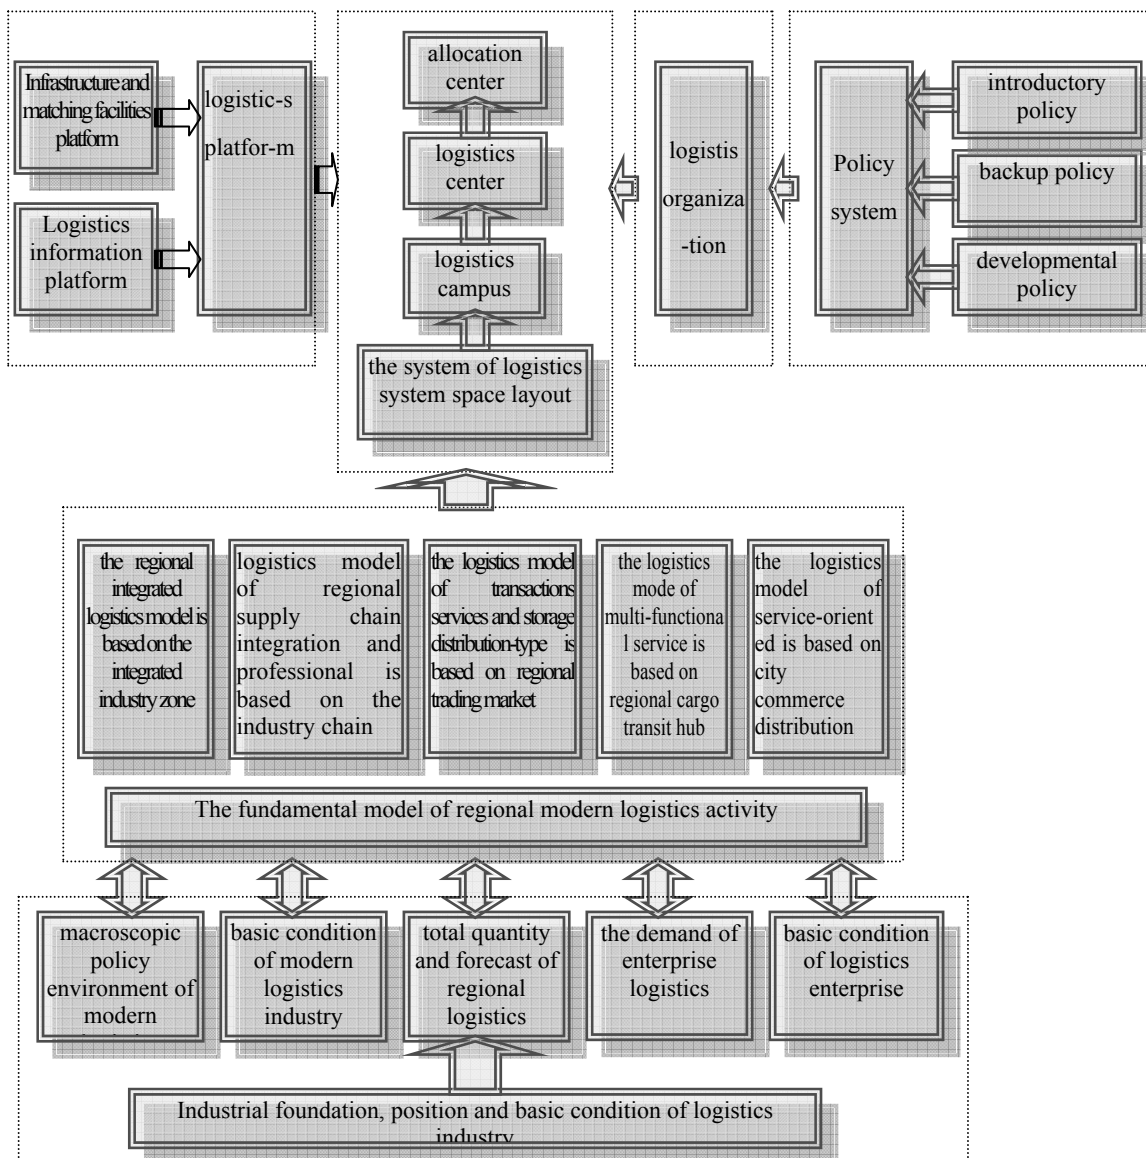 Infrastructure and
matching facilities
platform
Logistics
information
platform
logistic-s
platfor-m
allocation
center
logistics
center
logistics
campus
the system of logistics
system space layout
logistis
organiza
-tion
Policy
system
introductory
policy
backup policy
developmental
policy
the regional
integrated
logistics model is
based on the
integrated
industry zone
logistics model
of regional
supply chain
integration and
professional is
based on the
industry chain
the logistics model
of transactions
services and storage
distribution-type is
based on regional
trading market
the logistics
mode of
multi-functiona
l service is
based on
regional cargo
transit hub
the logistics
model of
service-orient
ed is based on
city
commerce
distribution
The fundamental model of regional modern logistics activity
macroscopic
policy
environment of
modern
basic condition
of modern
logistics
industry
total quantity
and forecast of
regional
logistics
the demand of
enterprise
logistics
basic condition
of logistics
enterprise
Industrial foundation, position and basic condition of logistics
industry